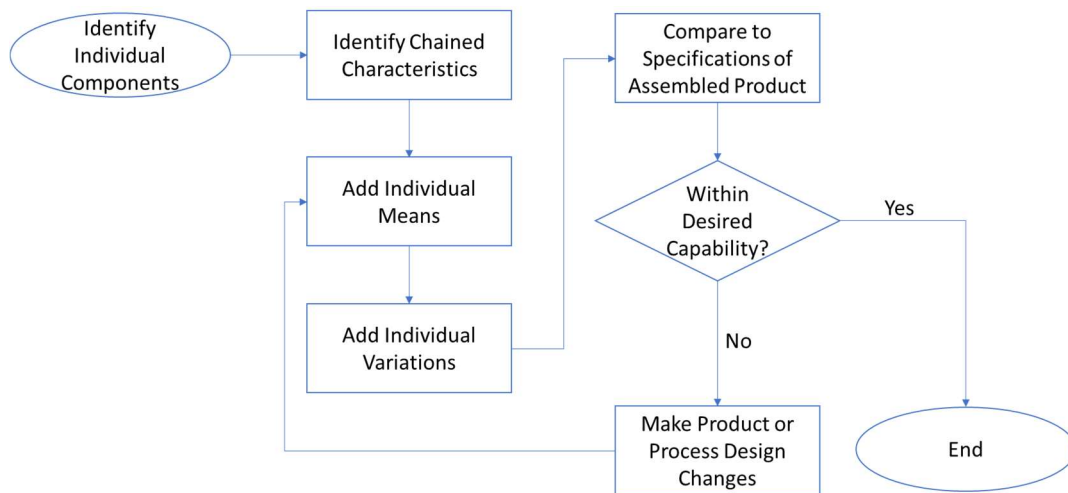 Identify
Individual
Components
Identify Chained
Characteristics
Add Individual
Means
Add Individual
Variations
Compare to
Specifications of
Assembled Product
Within
Desired
Capability?
Yes
No
Make Product or
Process Design
Changes
End